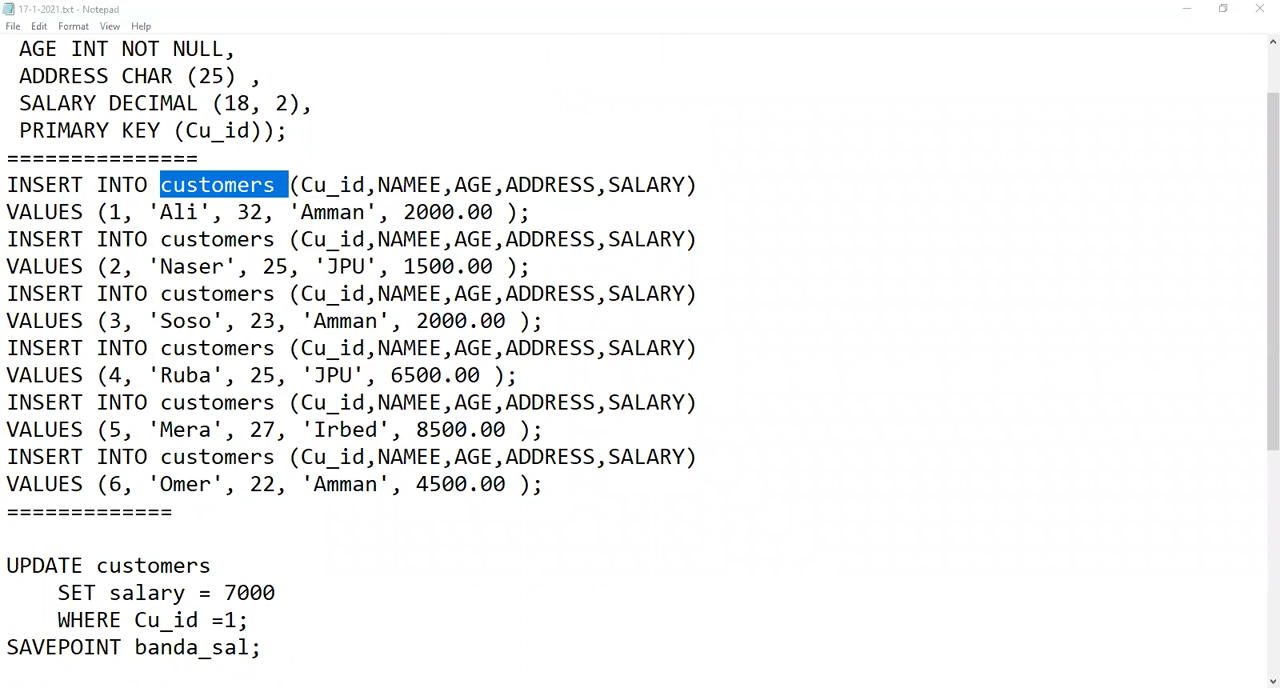 17-1-2021.txt - Notepad
File Edit Format View Help
AGE INT NOT NULL,
ADDRESS CHAR (25) ,
SALARY DECIMAL (18, 2),
PRIMARY KEY (Cu_id));
===============
INSERT INTO customers (Cu_id,NAMEE,AGE,ADDRESS,SALARY)
VALUES (1, 'Ali', 32, 'Amman', 2000.00 );
INSERT INTO customers (Cu_id,NAMEE,AGE,ADDRESS,SALARY)
VALUES (2, 'Naser', 25, 'JPU', 1500.00 );
INSERT INTO customers (Cu_id,NAMEE,AGE,ADDRESS,SALARY)
VALUES (3, 'Soso', 23, 'Amman', 2000.00 );
INSERT INTO customers (Cu_id,NAMEE,AGE,ADDRESS,SALARY)
VALUES (4, 'Ruba', 25, 'JPU', 6500.00 );
INSERT INTO customers (Cu_id,NAMEE,AGE,ADDRESS,SALARY)
VALUES (5, 'Mera', 27, 'Irbed', 8500.00 );
INSERT INTO customers (Cu_id,NAMEE,AGE,ADDRESS,SALARY)
VALUES (6, 'Omer', 22, 'Amman', 4500.00 );
=============
UPDATE customers
SET salary = 7000
WHERE Cu_id =1;
SAVEPOINT banda_sal;